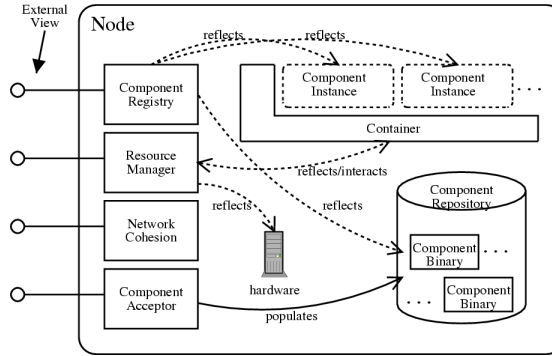 External
View
Node
reflects
reflects
Component
Registry
Component
Instance
Component
Instance
...
Container
Resource
Manager
reflects/interacts
reflects
reflects
Component
Repository
Network
Cohesion
Component
Binary
...
hardware
Component
Acceptor
populates
...
Component
Binary